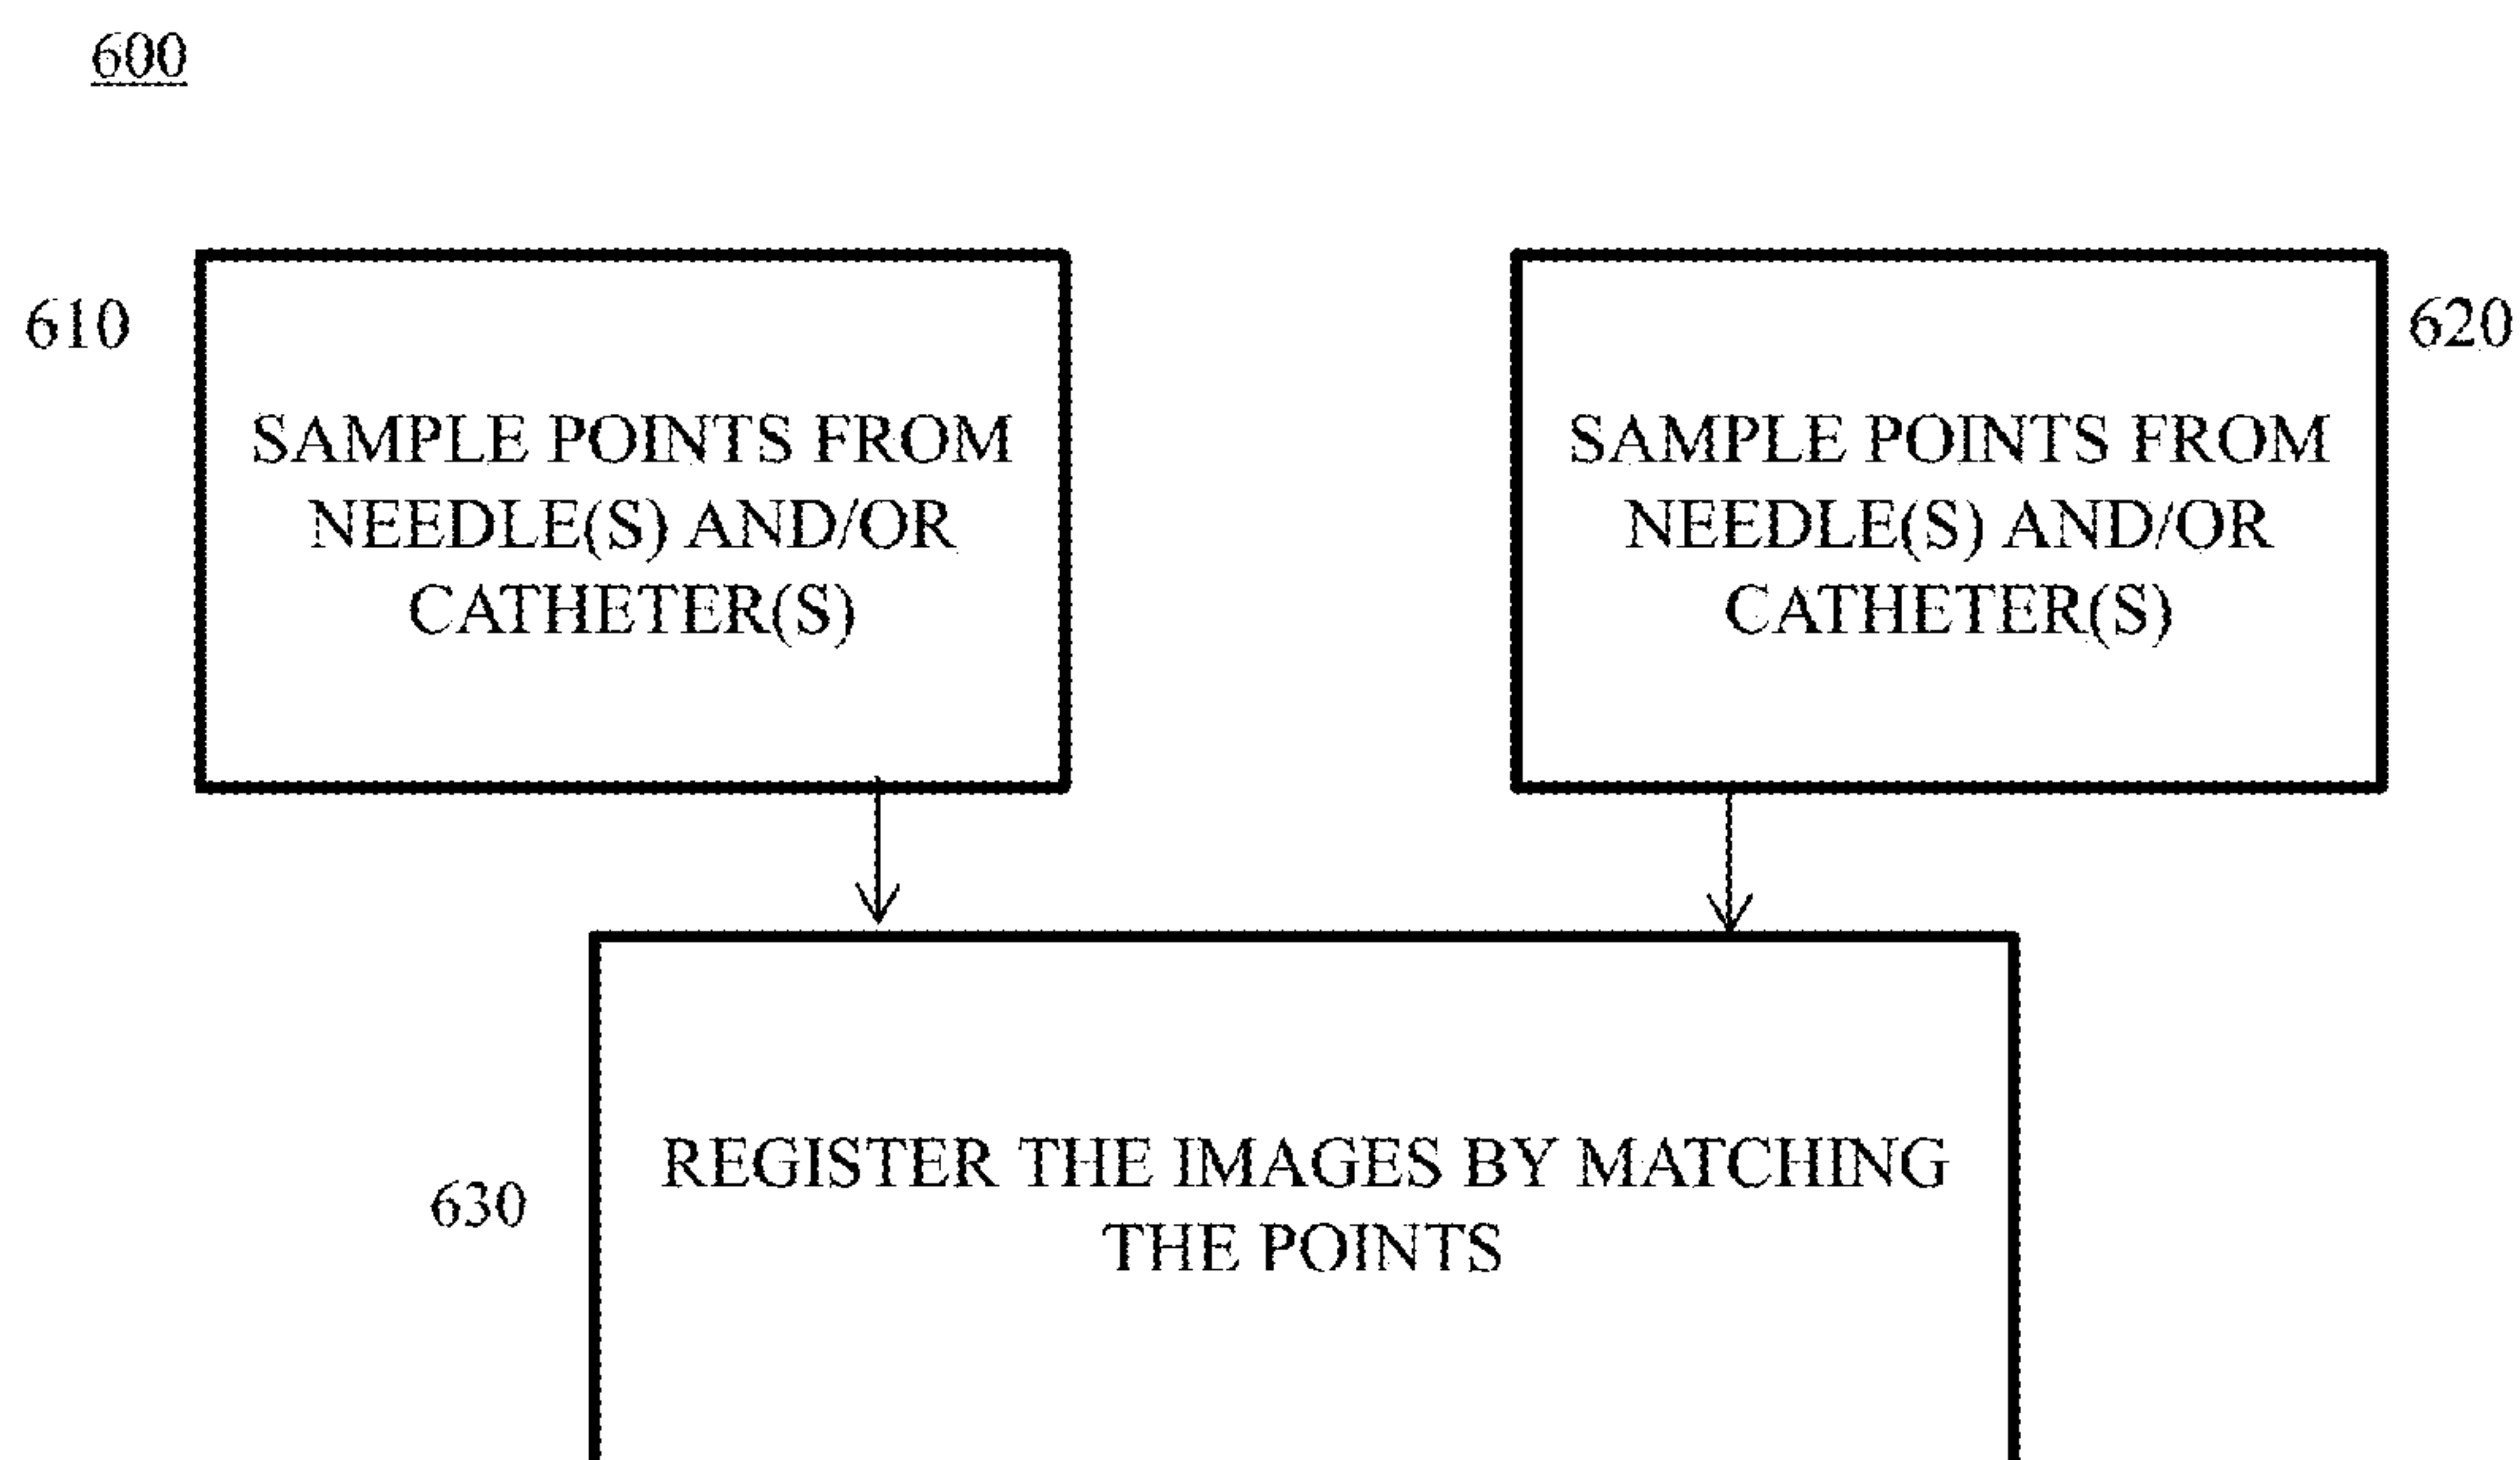 600
610
SAMPLE POINTS FROM
NEEDLE(S) AND/OR
CATHETER(S)
620
SAMPLE POINTS FROM
NEEDLE(S) AND/OR
CATHETER(S)
630
REGISTER THE IMAGES BY MATCHING
THE POINTS